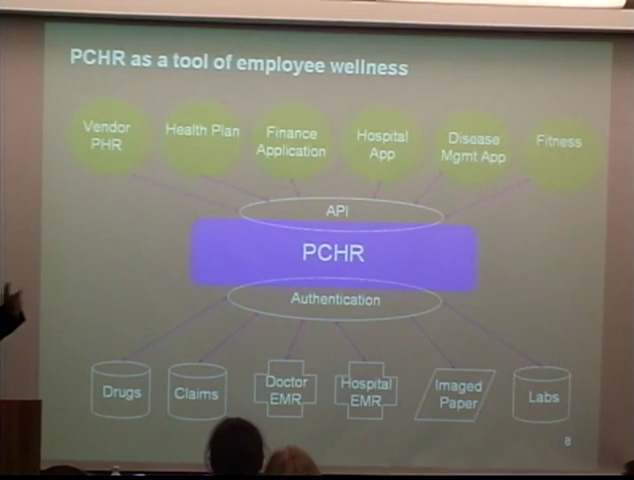 PCHR as a tool of employee wellness
Vendor
PHR
Health Plan
Finance
Application
Hospital
App
Disease
Mgmt App
Fitness
API
PCHR
Authentication
Drugs
Claims
Doctor
EMR
Hospital
EMR
Imaged
Paper
Labs
8